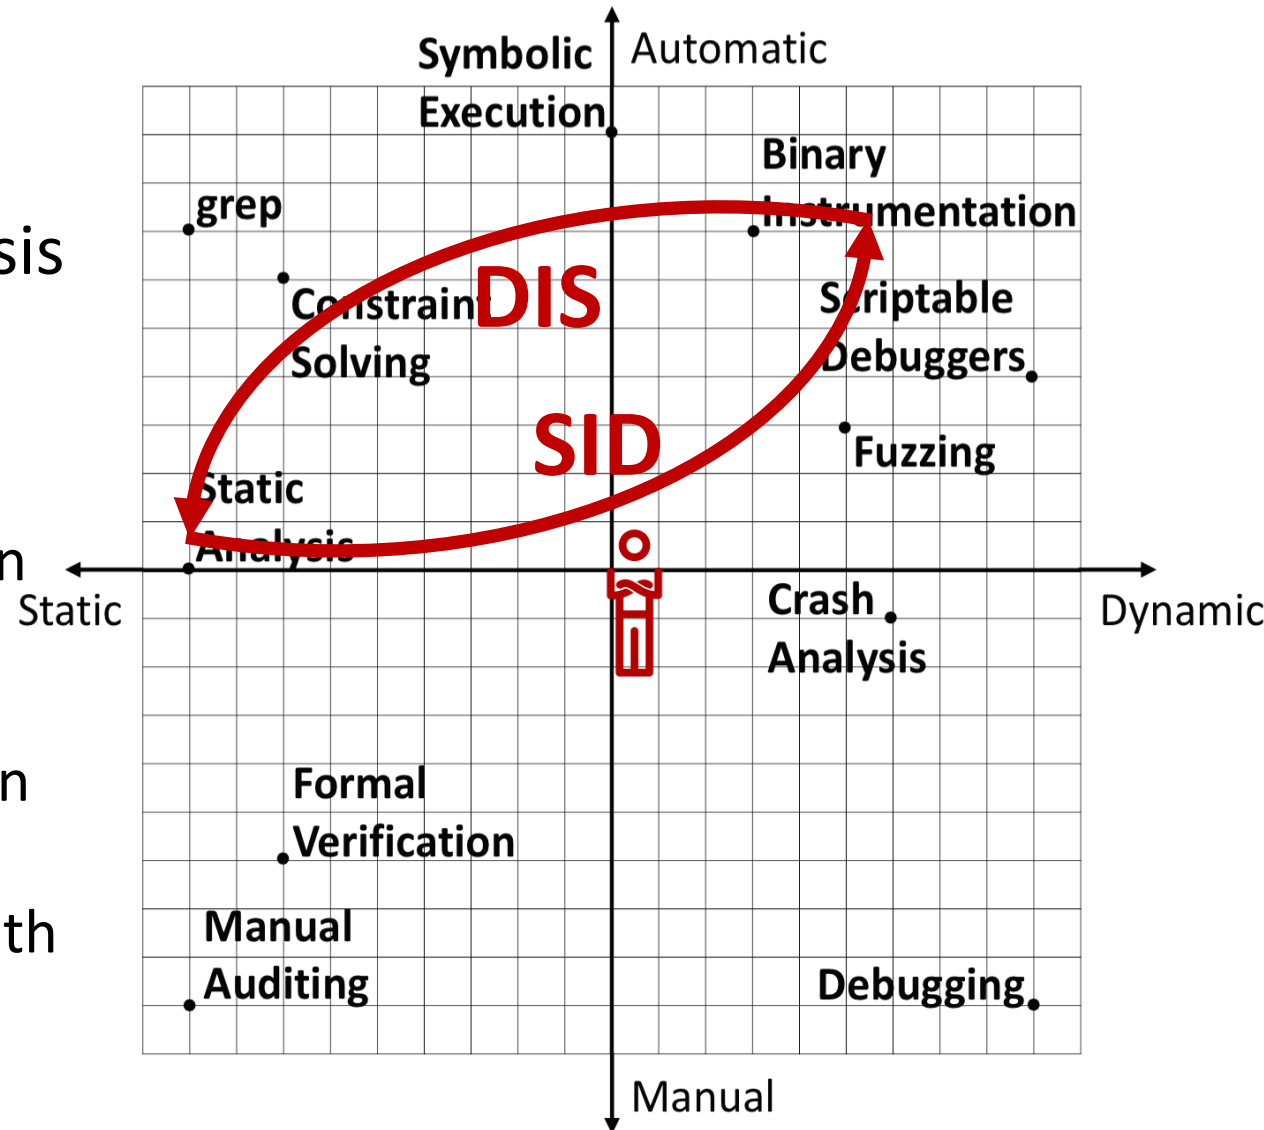 Symbolic
Execution
Automatic
Binary
Instrumentation
grep
sis
DIS
Constraint
Solving
Scriptable
Debuggers
SID
Fuzzing
Static
Analysis
n
Static
Crash
Analysis
Dynamic
Formal
Verification
n
Manual
Auditing
th
Debugging
Manual